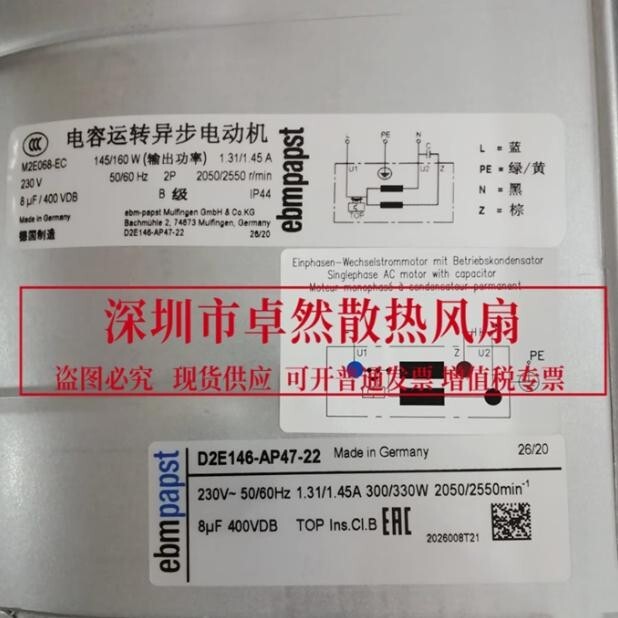 电容运转异步电动机
M2E068-EC 145/160 W (输出功率) 1.31/1.45 A
230 V 50/60 Hz 2P 2050/2550 r/min
8 µF / 400 VDB B 级 IP44
Made in Germany
德国制造
ebm-papst Mulfingen GmbH & Co.KG
Bachmühle 2, 74673 Mulfingen, Germany
D2E146-AP47-22 26/20
ebmpapst
L PE N
C
U1 U2 Z
TOP
L = 蓝
PE = 绿/黄
N = 黑
Z = 棕
Einphasen-Wechselstrommotor mit Betriebskondensator
Singlephase AC motor with capacitor
Moteur monophasé à condensateur permanent
深圳市卓然散热风扇
U1 Z U2 PE
盗图必究 现货供应 可开普通发票 增值税专票
ebmpapst
D2E146-AP47-22 Made in Germany 26/20
230V~ 50/60Hz 1.31/1.45A 300/330W 2050/2550min⁻¹
8µF 400VDB TOP Ins.Cl.B EAC
2026008T21